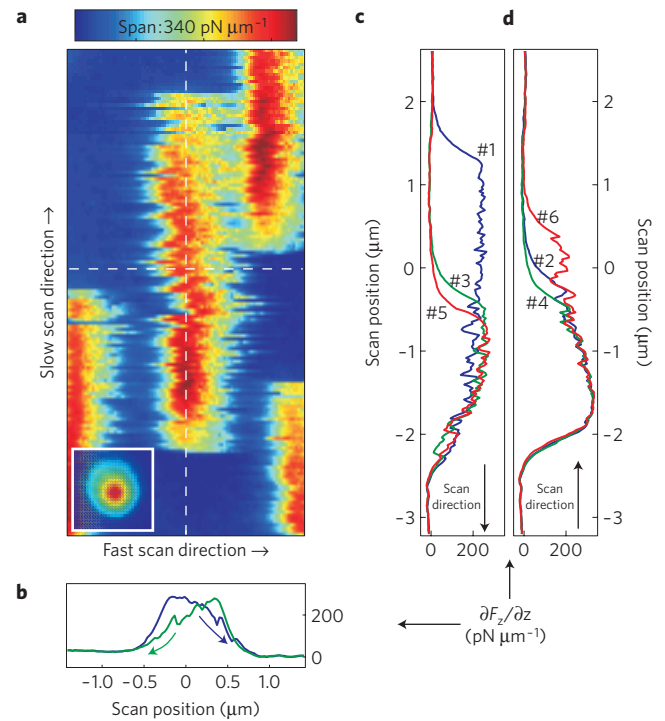 a
Span: 340 pN µm⁻¹
Slow scan direction →
Fast scan direction →
b
200
0
-1.0 -0.5 0 0.5 1.0
Scan position (µm)
c
2
1
0
−1
−2
−3
Scan position (µm)
#1
#3
#5
Scan
direction
0 200
d
#6
#2
#4
Scan
direction
0 200
2
1
0
−1
−2
−3
Scan position (µm)
∂Fz/∂z
(pN µm⁻¹)